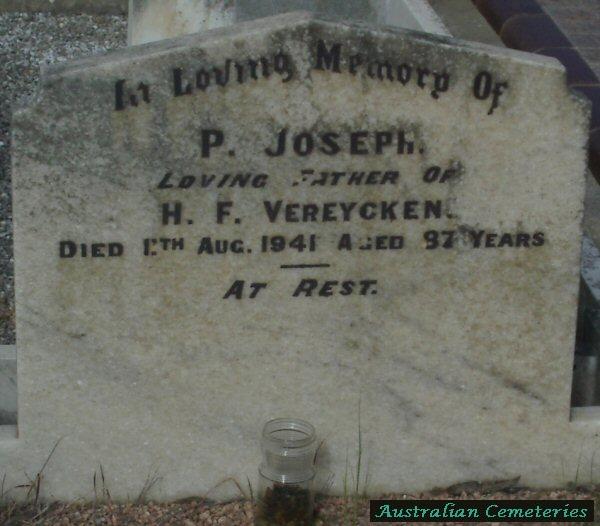 In Loving Memory Of
P. JOSEPH.
LOVING FATHER OF
H. F. VEREYCKEN.
DIED AUG. 1941 AGED 97 YEARS
AT REST.
Australian Cemeteries